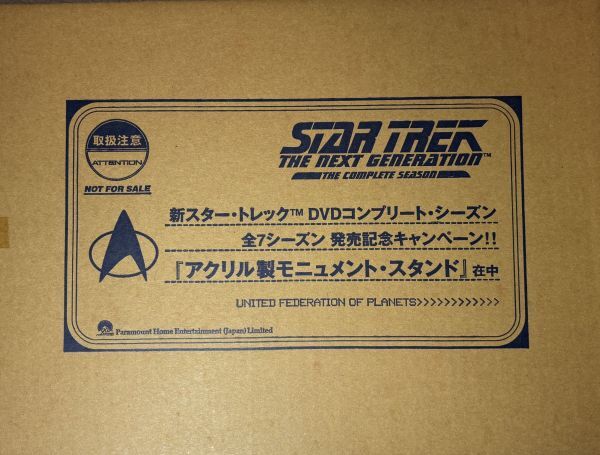 取扱注意
ATTENTION
NOT FOR SALE
STAR TREK
THE NEXT GENERATION™
THE COMPLETE SEASON
新スター・トレック™ DVDコンプリート・シーズン
全7シーズン 発売記念キャンペーン!!
『アクリル製モニュメント・スタンド』在中
UNITED FEDERATION OF PLANETS>>>>>>>>>>>>>
Paramount Home Entertainment (Japan) Limited